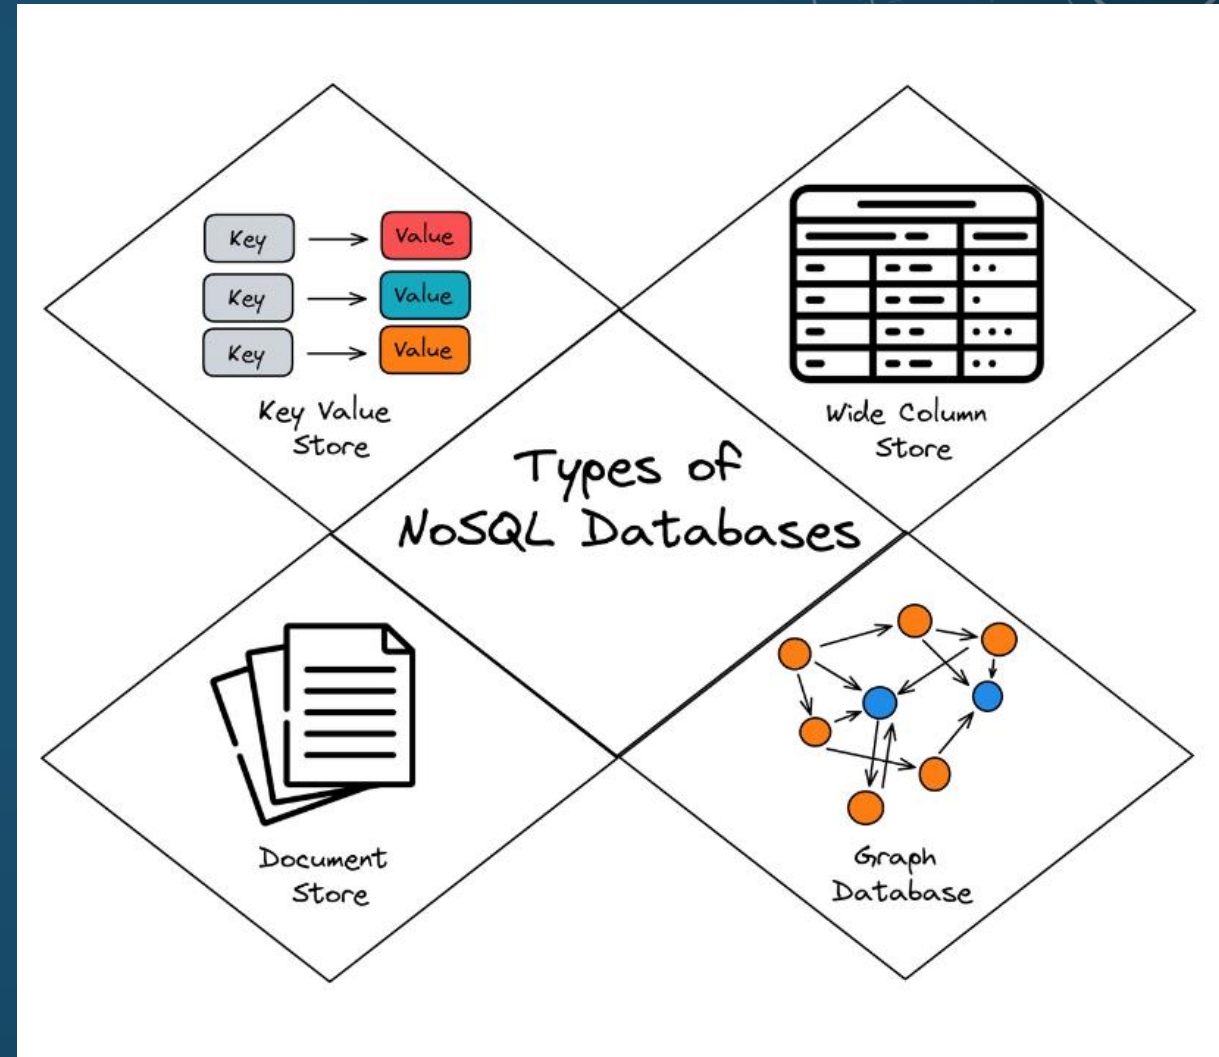 Key
Value
Key
Value
Key
Value
Key Value
Store
Wide Column
Store
Types of
NoSQL Databases
Document
Store
Graph
Database